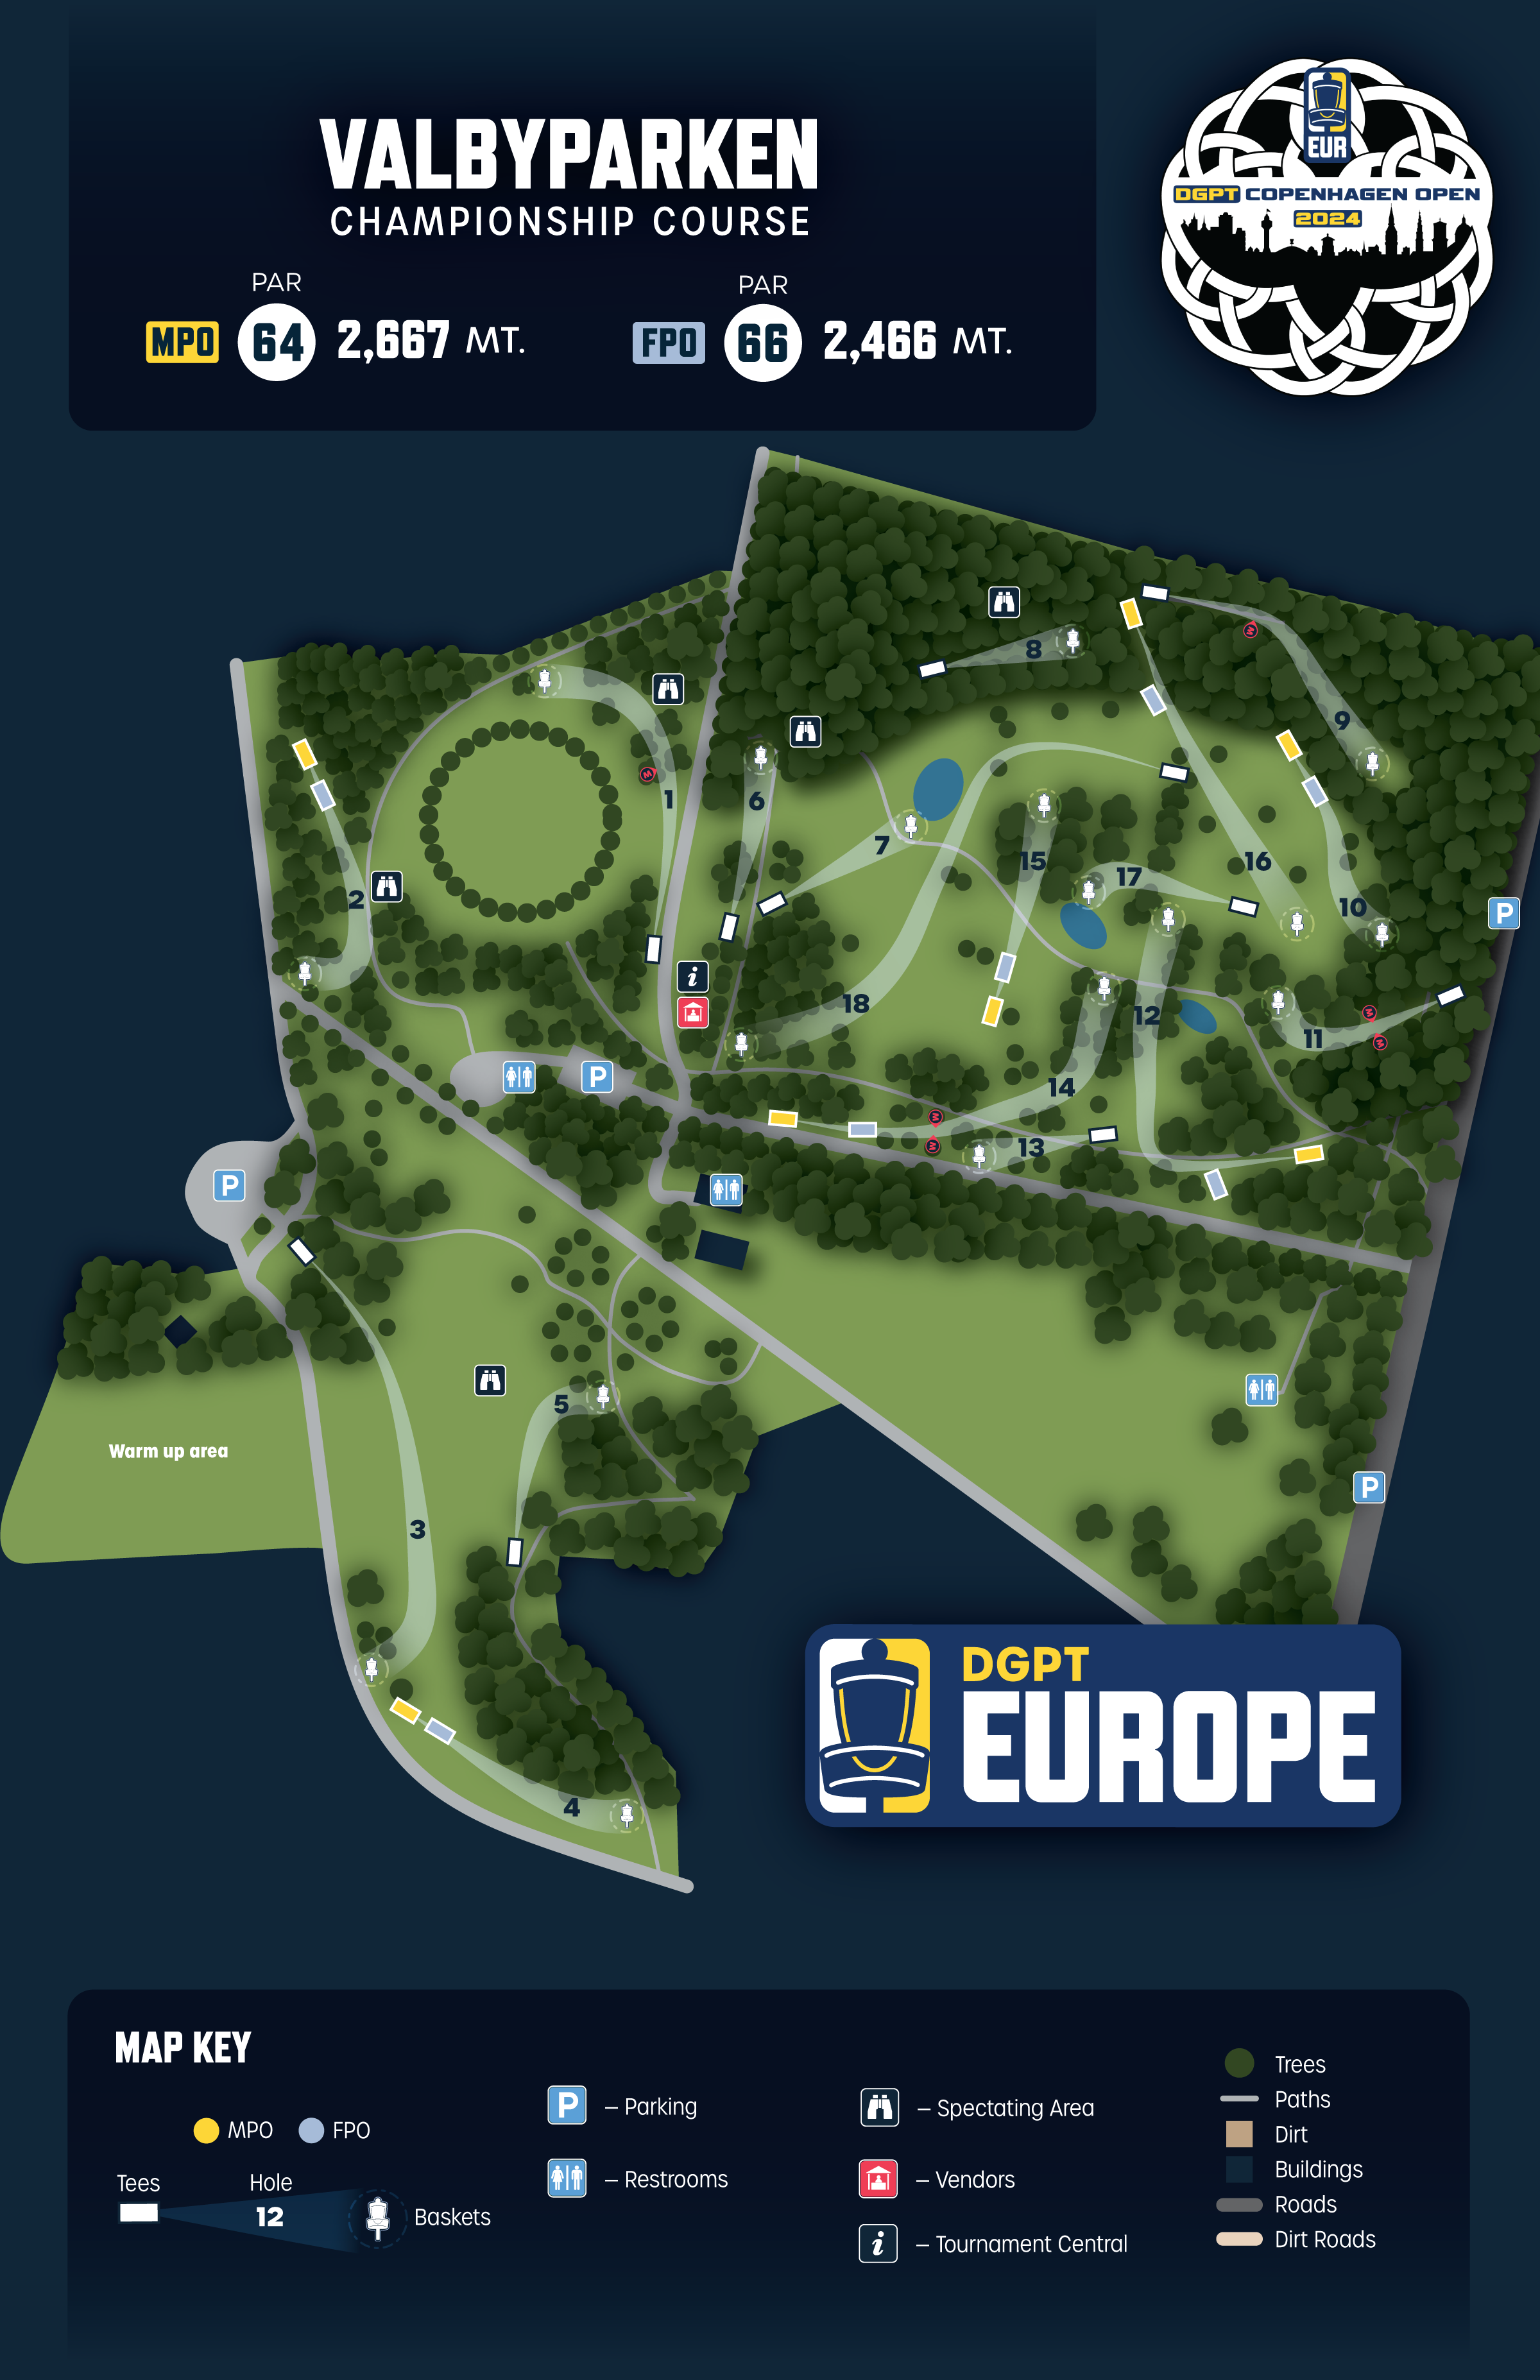 VALBYPARKEN
CHAMPIONSHIP COURSE
PAR
PAR
MPO 64 2,667 MT.
FPO 66 2,466 MT.
EUR
DGPT COPENHAGEN OPEN
2024
8
9
1
6
7
15
16
17
10
2
i
18
12
11
14
13
P
P
P
5
Warm up area
P
3
4
DGPT
EUROPE
MAP KEY
MPO
FPO
Tees
Hole
12
Baskets
P – Parking
– Restrooms
– Spectating Area
– Vendors
i – Tournament Central
Trees
Paths
Dirt
Buildings
Roads
Dirt Roads